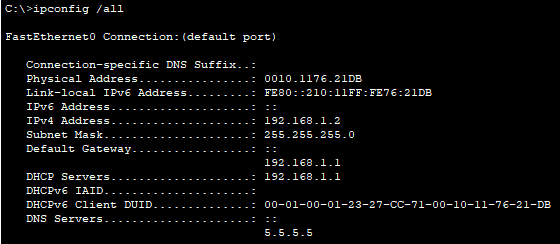 C:\>ipconfig /all
FastEthernet0 Connection:(default port)
Connection-specific DNS Suffix..:
Physical Address................: 0010.1176.21DB
Link-local IPv6 Address.........: FE80::210:11FF:FE76:21DB
IPv6 Address....................: ::
IPv4 Address....................: 192.168.1.2
Subnet Mask.....................: 255.255.255.0
Default Gateway.................: ::
192.168.1.1
DHCP Servers....................: 192.168.1.1
DHCPv6 IAID.....................:
DHCPv6 Client DUID..............: 00-01-00-01-23-27-CC-71-00-10-11-76-21-DB
DNS Servers.....................: ::
5.5.5.5